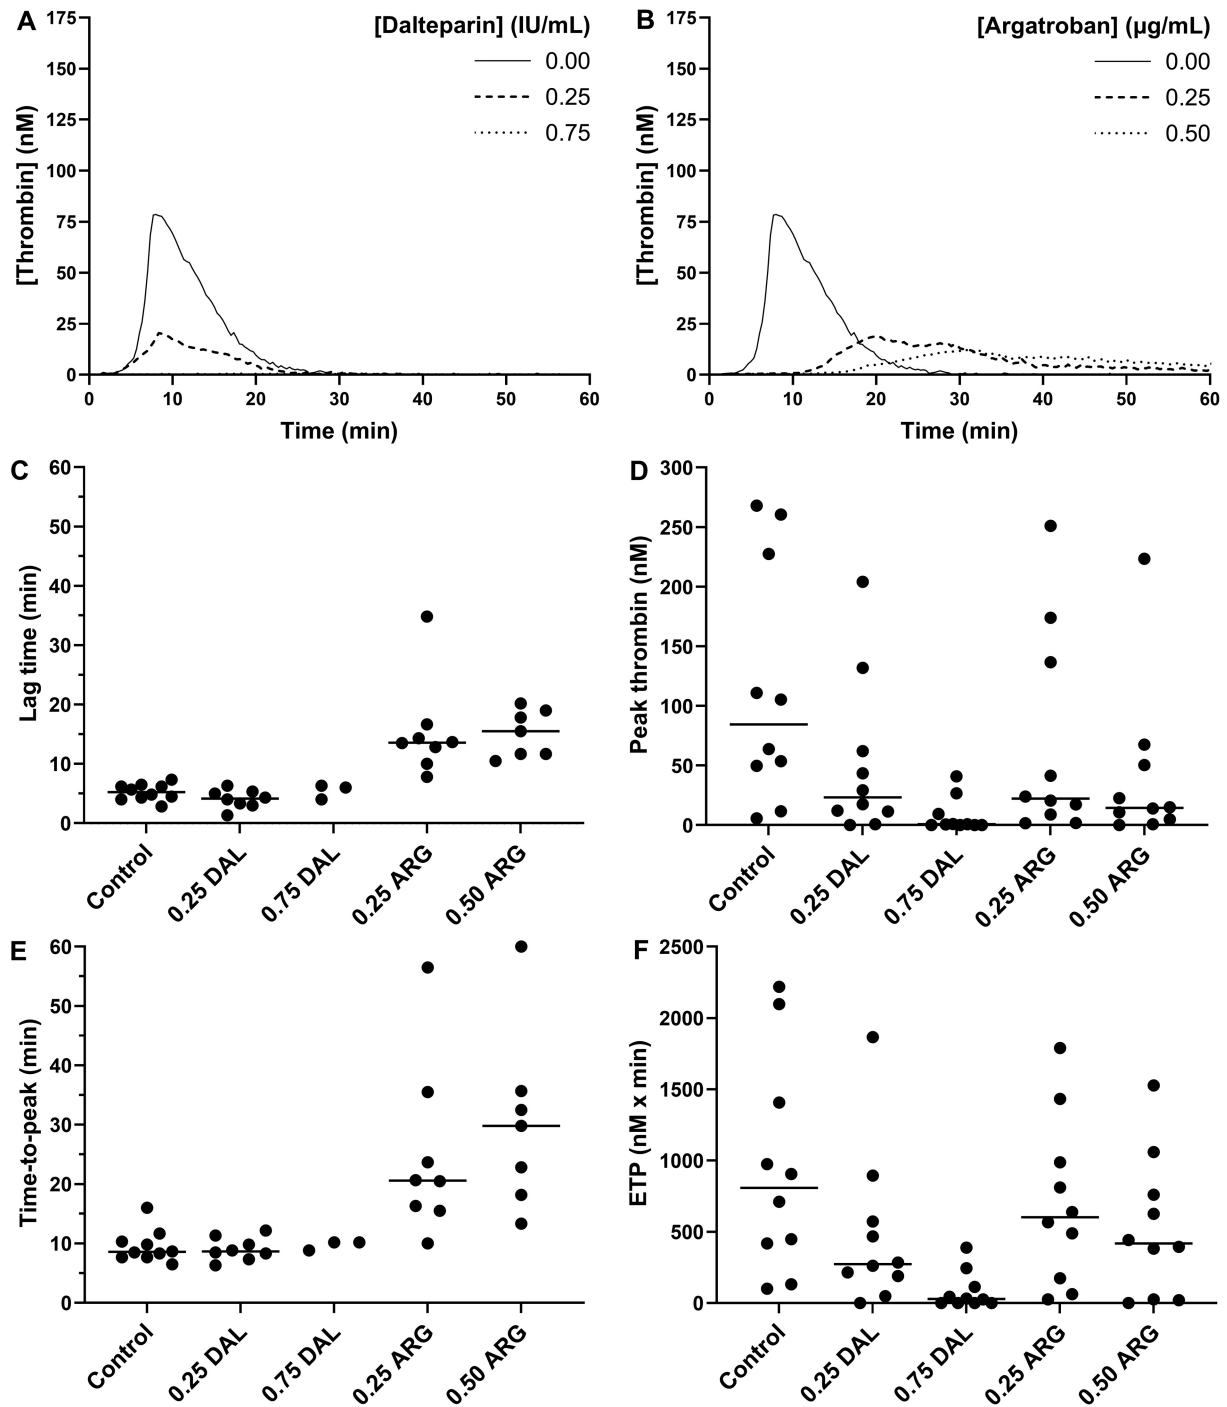 A
[Dalteparin] (IU/mL)
0.00
0.25
0.75
[Thrombin] (nM)
175
150
125
100
75
50
25
0
0 10 20 30 40 50 60
Time (min)
B
[Argatroban] (µg/mL)
0.00
0.25
0.50
[Thrombin] (nM)
175
150
125
100
75
50
25
0
0 10 20 30 40 50 60
Time (min)
C
Lag time (min)
60
50
40
30
20
10
0
Control
0.25 DAL
0.75 DAL
0.25 ARG
0.50 ARG
D
Peak thrombin (nM)
300
250
200
150
100
50
0
Control
0.25 DAL
0.75 DAL
0.25 ARG
0.50 ARG
E
Time-to-peak (min)
60
50
40
30
20
10
0
Control
0.25 DAL
0.75 DAL
0.25 ARG
0.50 ARG
F
ETP (nM x min)
2500
2000
1500
1000
500
0
Control
0.25 DAL
0.75 DAL
0.25 ARG
0.50 ARG